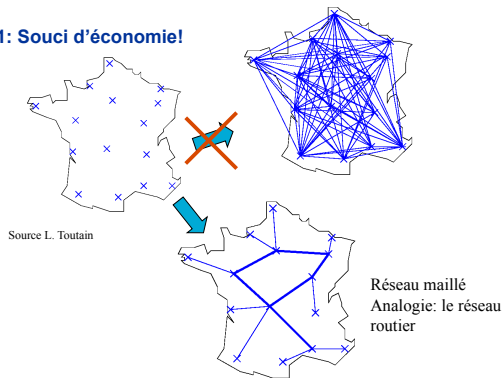 1: Souci d'économie!
Source L. Toutain
Réseau maillé
Analogie: le réseau
routier